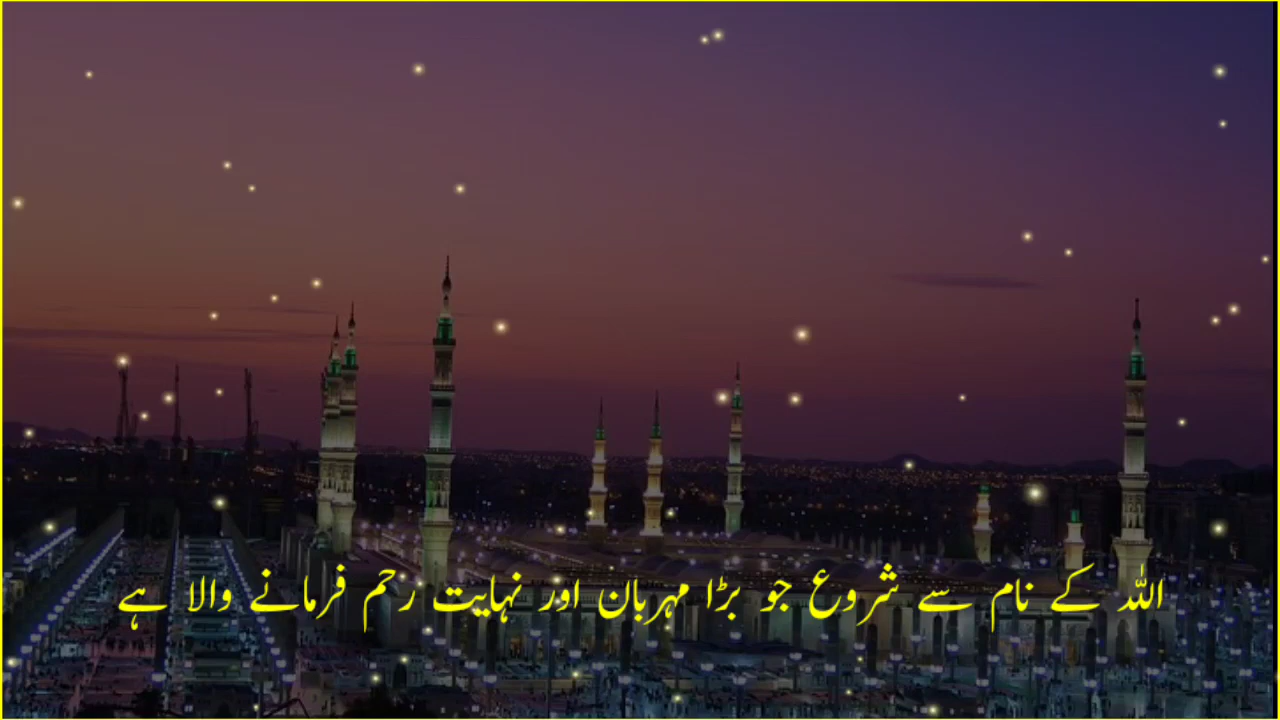 اللہ کے نام سے شروع جو بڑا مہربان اور نہایت رحم فرمانے والا ہے